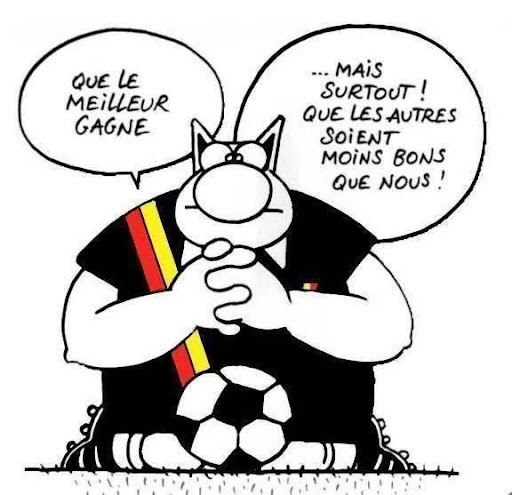 QUE LE
MEILLEUR
GAGNE
... MAIS
SURTOUT !
QUE LES AUTRES
SOIENT
MOINS BONS
QUE NOUS !